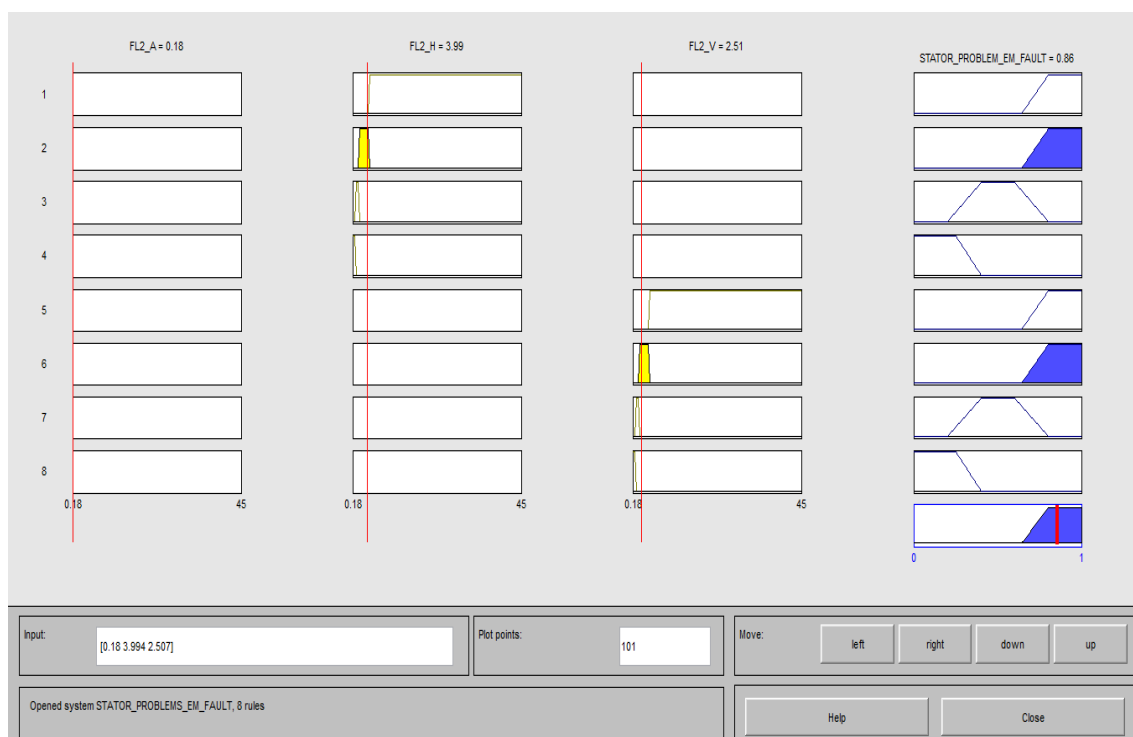 FL2_A = 0.18 FL2_H = 3.99 FL2_V = 2.51
STATOR_PROBLEM_EM_FAULT = 0.86
1
2
3
4
5
6
7
8
0.18 45 0.18 45 0.18 45
0 1
Input: [0.18 3.994 2.507] Plot points: 101 Move: left right down up
Opened system STATOR_PROBLEMS_EM_FAULT, 8 rules
Help Close